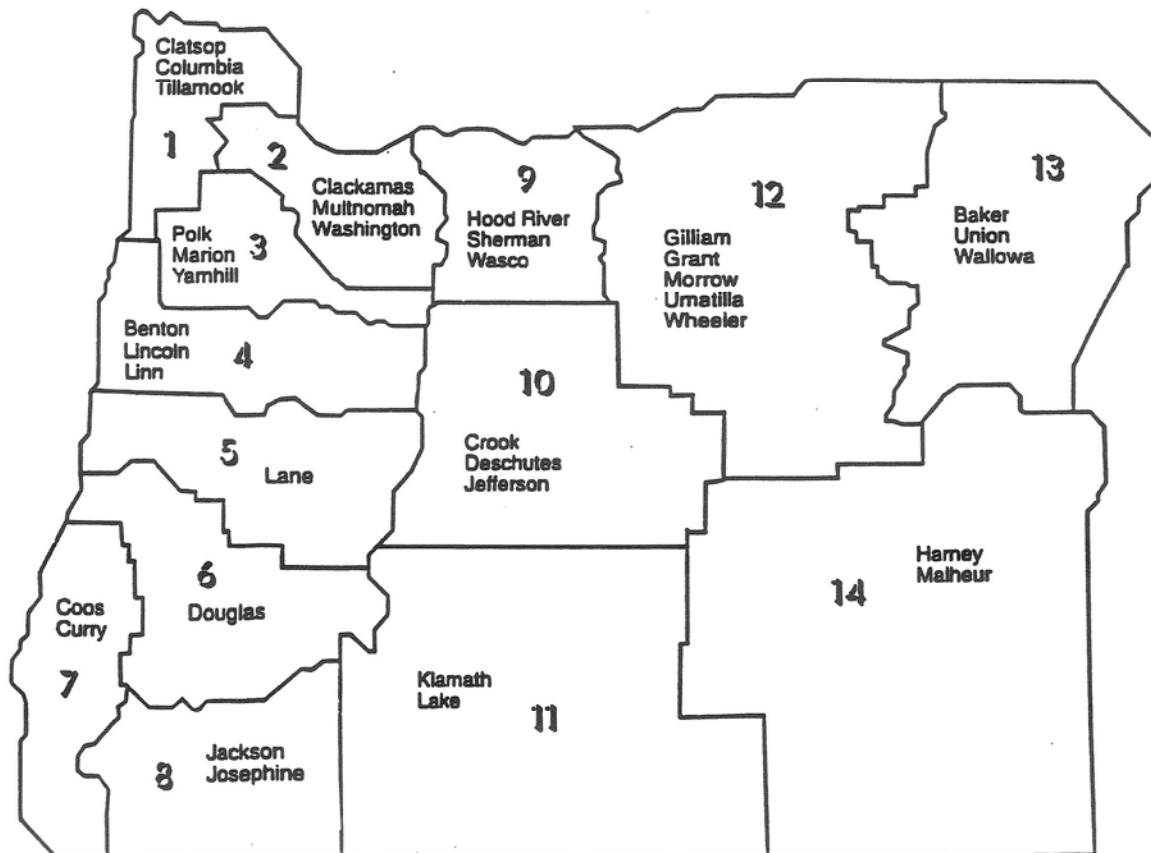 Clatsop
Columbia
Tillamook
1
2
Clackamas
Multnomah
Washington
Polk
Marion
Yamhill
3
Benton
Lincoln
Linn
4
5
Lane
6
Douglas
Coos
Curry
7
8
Jackson
Josephine
9
Hood River
Sherman
Wasco
10
Crook
Deschutes
Jefferson
Klamath
Lake
11
12
Gilliam
Grant
Morrow
Umatilla
Wheeler
13
Baker
Union
Wallowa
Harney
Malheur
14